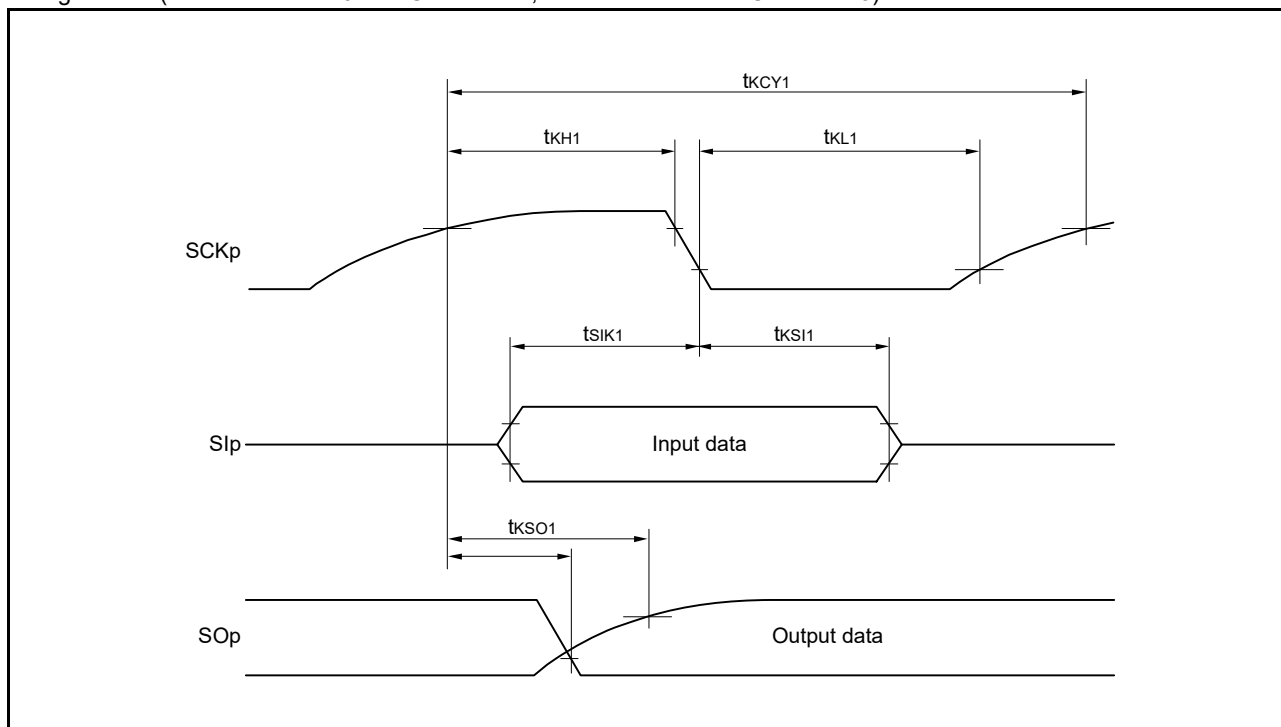 tKCY1
tKH1
tKL1
SCKp
tSIK1
tKSI1
SIp
Input data
tKSO1
SOp
Output data